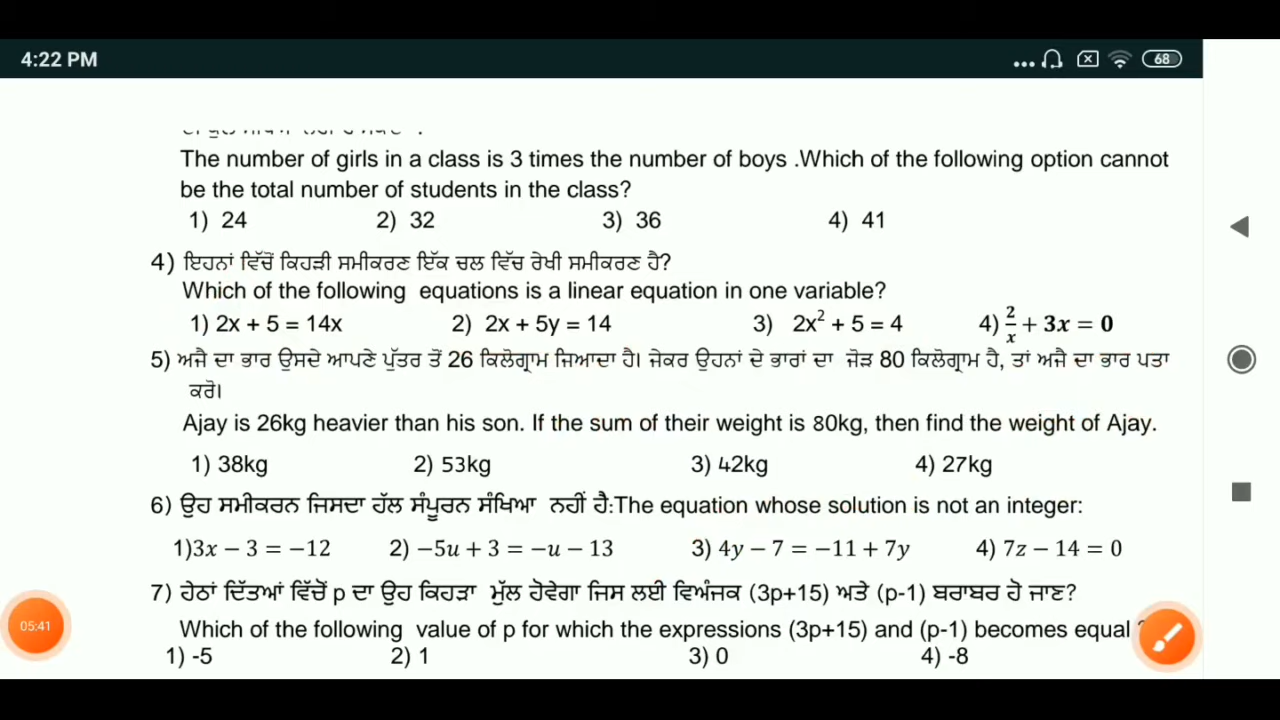 4:22 PM
68
The number of girls in a class is 3 times the number of boys .Which of the following option cannot
be the total number of students in the class?
1) 24 2) 32 3) 36 4) 41
4) ਇਹਨਾਂ ਵਿੱਚੋਂ ਕਿਹੜੀ ਸਮੀਕਰਣ ਇੱਕ ਚਲ ਵਿੱਚ ਰੇਖੀ ਸਮੀਕਰਣ ਹੈ?
Which of the following equations is a linear equation in one variable?
1) 2x + 5 = 14x 2) 2x + 5y = 14 3) 2x² + 5 = 4 4) 2/x + 3x = 0
5) ਅਜੈ ਦਾ ਭਾਰ ਉਸਦੇ ਆਪਣੇ ਪੁੱਤਰ ਤੋਂ 26 ਕਿਲੋਗ੍ਰਾਮ ਜਿਆਦਾ ਹੈ। ਜੇਕਰ ਉਹਨਾਂ ਦੇ ਭਾਰਾਂ ਦਾ ਜੋੜ 80 ਕਿਲੋਗ੍ਰਾਮ ਹੈ, ਤਾਂ ਅਜੈ ਦਾ ਭਾਰ ਪਤਾ
ਕਰੋ।
Ajay is 26kg heavier than his son. If the sum of their weight is 80kg, then find the weight of Ajay.
1) 38kg 2) 53kg 3) 42kg 4) 27kg
6) ਉਹ ਸਮੀਕਰਨ ਜਿਸਦਾ ਹੱਲ ਸੰਪੂਰਨ ਸੰਖਿਆ ਨਹੀਂ ਹੈ:The equation whose solution is not an integer:
1)3x − 3 = −12 2) −5u + 3 = −u − 13 3) 4y − 7 = −11 + 7y 4) 7z − 14 = 0
7) ਹੇਠਾਂ ਦਿੱਤਆਂ ਵਿੱਚੋਂ p ਦਾ ਉਹ ਕਿਹੜਾ ਮੁੱਲ ਹੋਵੇਗਾ ਜਿਸ ਲਈ ਵਿਅੰਜਕ (3p+15) ਅਤੇ (p-1) ਬਰਾਬਰ ਹੋ ਜਾਣ?
Which of the following value of p for which the expressions (3p+15) and (p-1) becomes equal ?
1) -5 2) 1 3) 0 4) -8
05:41